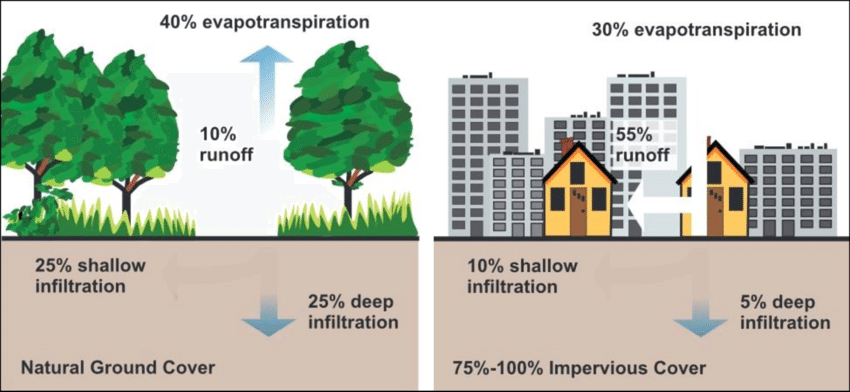 40% evapotranspiration
10%
runoff
25% shallow
infiltration
25% deep
infiltration
Natural Ground Cover
30% evapotranspiration
55%
runoff
10% shallow
infiltration
5% deep
infiltration
75%-100% Impervious Cover